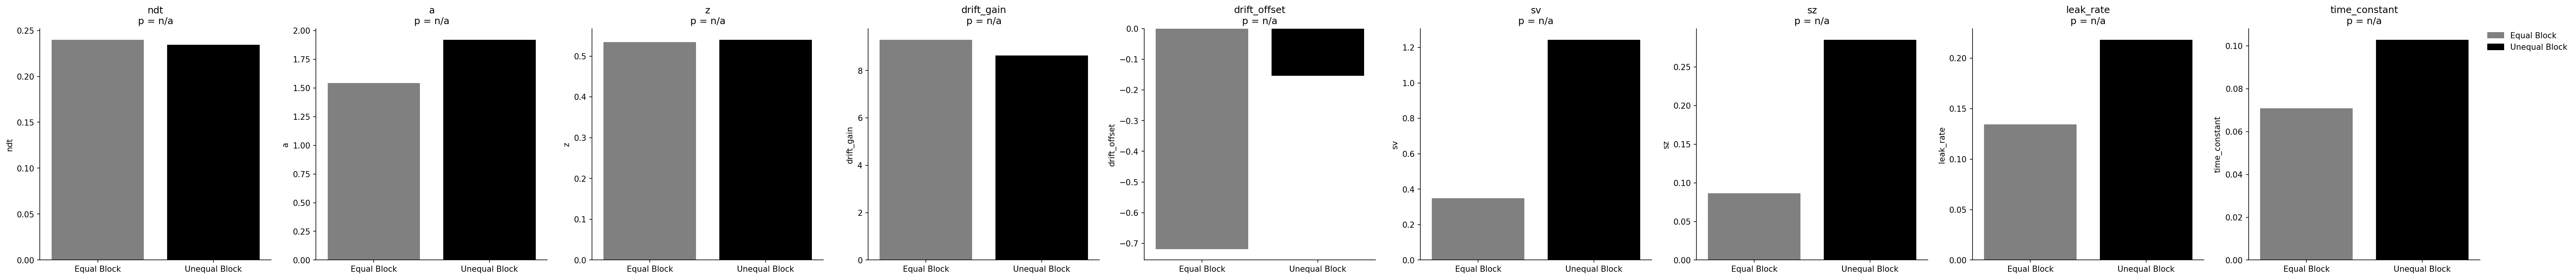 ndt
p = n/a
0.25
0.20
0.15
0.10
0.05
0.00
ndt
Equal Block
Unequal Block
a
p = n/a
2.00
1.75
1.50
1.25
1.00
0.75
0.50
0.25
0.00
a
Equal Block
Unequal Block
z
p = n/a
0.5
0.4
0.3
0.2
0.1
0.0
z
Equal Block
Unequal Block
drift_gain
p = n/a
8
6
4
2
0
drift_gain
Equal Block
Unequal Block
drift_offset
p = n/a
0.0
−0.1
−0.2
−0.3
−0.4
−0.5
−0.6
−0.7
drift_offset
Equal Block
Unequal Block
sv
p = n/a
1.2
1.0
0.8
0.6
0.4
0.2
0.0
sv
Equal Block
Unequal Block
sz
p = n/a
0.25
0.20
0.15
0.10
0.05
0.00
sz
Equal Block
Unequal Block
leak_rate
p = n/a
0.20
0.15
0.10
0.05
0.00
leak_rate
Equal Block
Unequal Block
time_constant
p = n/a
0.10
0.08
0.06
0.04
0.02
0.00
time_constant
Equal Block
Unequal Block
Equal Block
Unequal Block